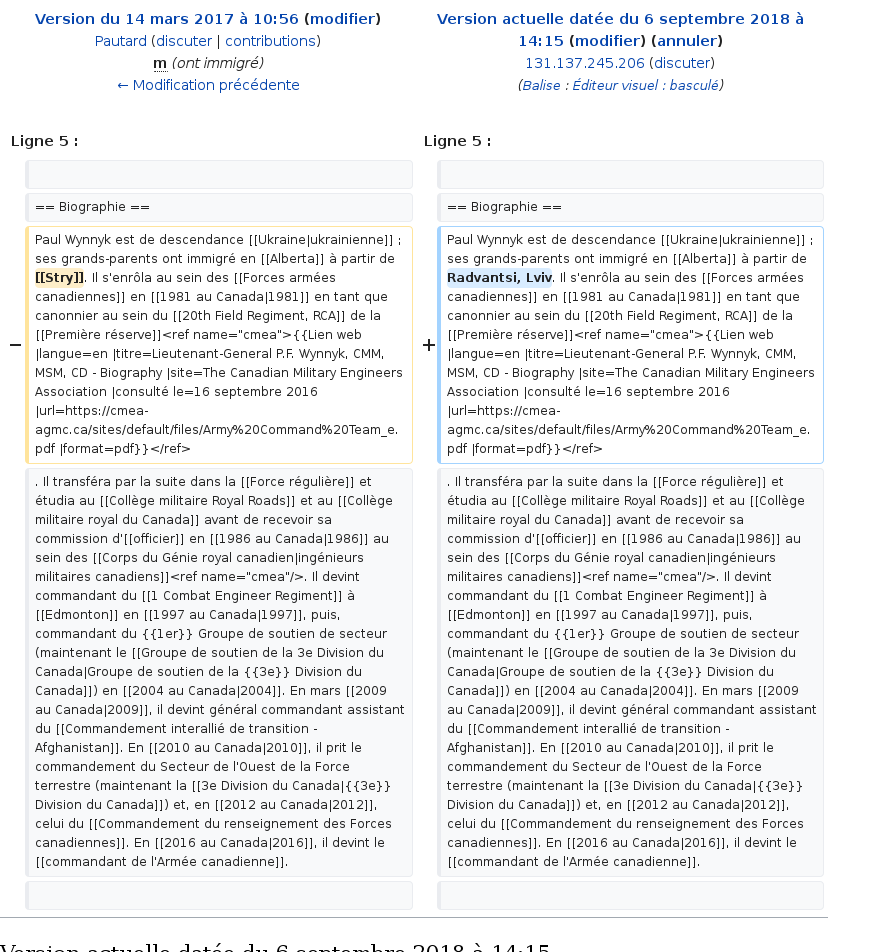 Version du 14 mars 2017 à 10:56 (modifier)
Pautard (discuter | contributions)
m (ont immigré)
← Modification précédente
Version actuelle datée du 6 septembre 2018 à
14:15 (modifier) (annuler)
131.137.245.206 (discuter)
(Balise : Éditeur visuel : basculé)
Ligne 5 :
Ligne 5 :
== Biographie ==
== Biographie ==
−
Paul Wynnyk est de descendance [[Ukraine|ukrainienne]] ;
ses grands-parents ont immigré en [[Alberta]] à partir de
[[Stry]]. Il s'enrôla au sein des [[Forces armées
canadiennes]] en [[1981 au Canada|1981]] en tant que
canonnier au sein du [[20th Field Regiment, RCA]] de la
[[Première réserve]]<ref name="cmea">{{Lien web
|langue=en |titre=Lieutenant-General P.F. Wynnyk, CMM,
MSM, CD - Biography |site=The Canadian Military Engineers
Association |consulté le=16 septembre 2016
|url=https://cmea-
agmc.ca/sites/default/files/Army%20Command%20Team_e.
pdf |format=pdf}}</ref>
+
Paul Wynnyk est de descendance [[Ukraine|ukrainienne]] ;
ses grands-parents ont immigré en [[Alberta]] à partir de
Radvantsi, Lviv. Il s'enrôla au sein des [[Forces armées
canadiennes]] en [[1981 au Canada|1981]] en tant que
canonnier au sein du [[20th Field Regiment, RCA]] de la
[[Première réserve]]<ref name="cmea">{{Lien web
|langue=en |titre=Lieutenant-General P.F. Wynnyk, CMM,
MSM, CD - Biography |site=The Canadian Military Engineers
Association |consulté le=16 septembre 2016
|url=https://cmea-
agmc.ca/sites/default/files/Army%20Command%20Team_e.
pdf |format=pdf}}</ref>
. Il transféra par la suite dans la [[Force régulière]] et
étudia au [[Collège militaire Royal Roads]] et au [[Collège
militaire royal du Canada]] avant de recevoir sa
commission d'[[officier]] en [[1986 au Canada|1986]] au
sein des [[Corps du Génie royal canadien|ingénieurs
militaires canadiens]]<ref name="cmea"/>. Il devint
commandant du [[1 Combat Engineer Regiment]] à
[[Edmonton]] en [[1997 au Canada|1997]], puis,
commandant du {{1er}} Groupe de soutien de secteur
(maintenant le [[Groupe de soutien de la 3e Division du
Canada|Groupe de soutien de la {{3e}} Division du
Canada]]) en [[2004 au Canada|2004]]. En mars [[2009
au Canada|2009]], il devint général commandant assistant
du [[Commandement interallié de transition -
Afghanistan]]. En [[2010 au Canada|2010]], il prit le
commandement du Secteur de l'Ouest de la Force
terrestre (maintenant la [[3e Division du Canada|{{3e}}
Division du Canada]]) et, en [[2012 au Canada|2012]],
celui du [[Commandement du renseignement des Forces
canadiennes]]. En [[2016 au Canada|2016]], il devint le
[[commandant de l'Armée canadienne]].
. Il transféra par la suite dans la [[Force régulière]] et
étudia au [[Collège militaire Royal Roads]] et au [[Collège
militaire royal du Canada]] avant de recevoir sa
commission d'[[officier]] en [[1986 au Canada|1986]] au
sein des [[Corps du Génie royal canadien|ingénieurs
militaires canadiens]]<ref name="cmea"/>. Il devint
commandant du [[1 Combat Engineer Regiment]] à
[[Edmonton]] en [[1997 au Canada|1997]], puis,
commandant du {{1er}} Groupe de soutien de secteur
(maintenant le [[Groupe de soutien de la 3e Division du
Canada|Groupe de soutien de la {{3e}} Division du
Canada]]) en [[2004 au Canada|2004]]. En mars [[2009
au Canada|2009]], il devint général commandant assistant
du [[Commandement interallié de transition -
Afghanistan]]. En [[2010 au Canada|2010]], il prit le
commandement du Secteur de l'Ouest de la Force
terrestre (maintenant la [[3e Division du Canada|{{3e}}
Division du Canada]]) et, en [[2012 au Canada|2012]],
celui du [[Commandement du renseignement des Forces
canadiennes]]. En [[2016 au Canada|2016]], il devint le
[[commandant de l'Armée canadienne]].
Version actuelle datée du 6 septembre 2018 à 14:15